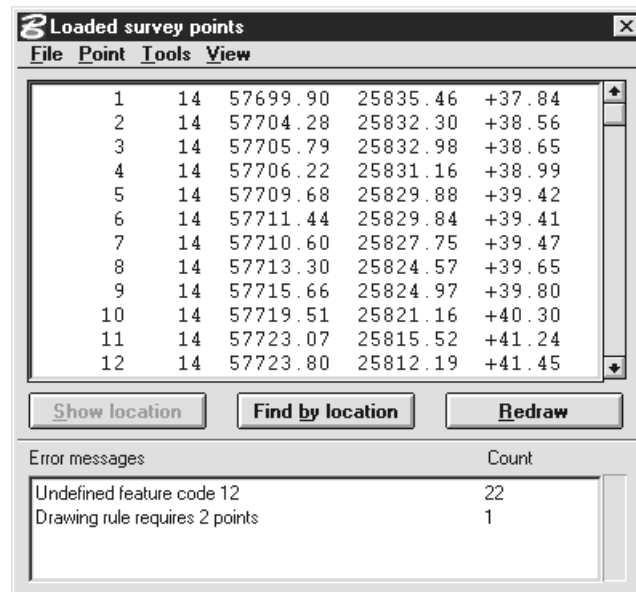 Loaded survey points
File Point Tools View
1 14 57699.90 25835.46 +37.84
2 14 57704.28 25832.30 +38.56
3 14 57705.79 25832.98 +38.65
4 14 57706.22 25831.16 +38.99
5 14 57709.68 25829.88 +39.42
6 14 57711.44 25829.84 +39.41
7 14 57710.60 25827.75 +39.47
8 14 57713.30 25824.57 +39.65
9 14 57715.66 25824.97 +39.80
10 14 57719.51 25821.16 +40.30
11 14 57723.07 25815.52 +41.24
12 14 57723.80 25812.19 +41.45
Show location Find by location Redraw
Error messages Count
Undefined feature code 12 22
Drawing rule requires 2 points 1